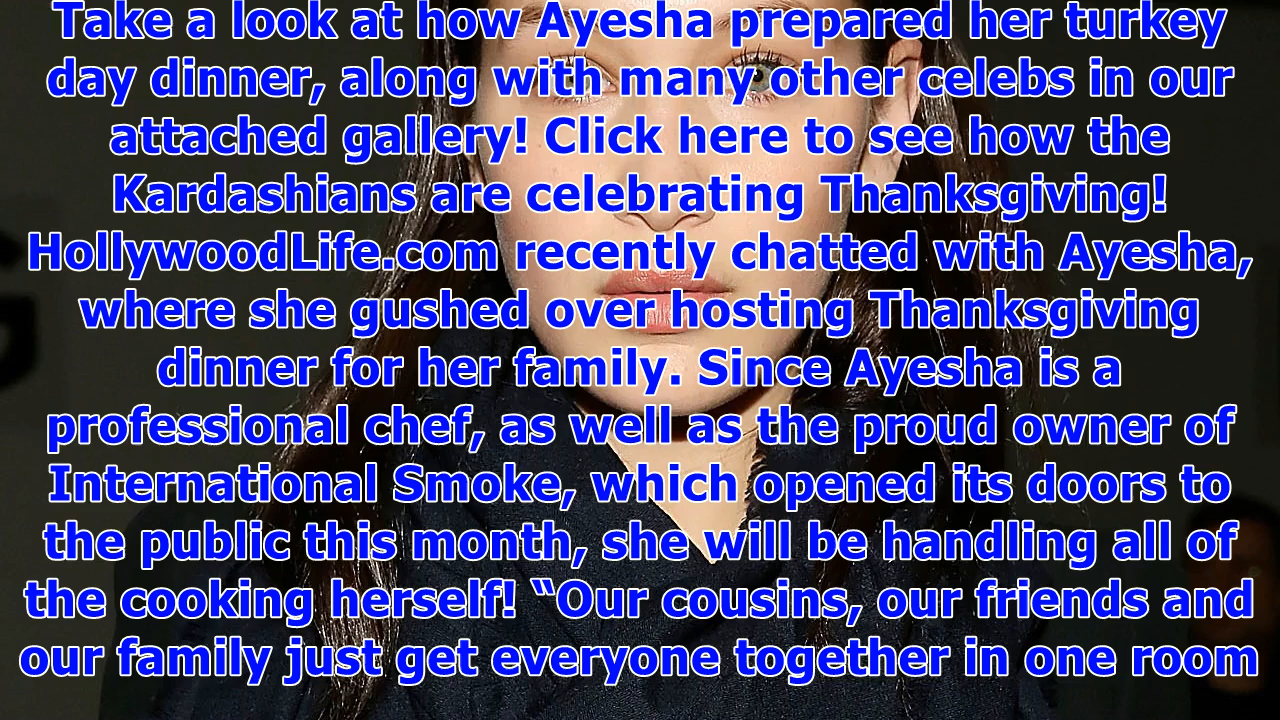 Take a look at how Ayesha prepared her turkey
day dinner, along with many other celebs in our
attached gallery! Click here to see how the
Kardashians are celebrating Thanksgiving!
HollywoodLife.com recently chatted with Ayesha,
where she gushed over hosting Thanksgiving
dinner for her family. Since Ayesha is a
professional chef, as well as the proud owner of
International Smoke, which opened its doors to
the public this month, she will be handling all of
the cooking herself! “Our cousins, our friends and
our family just get everyone together in one room